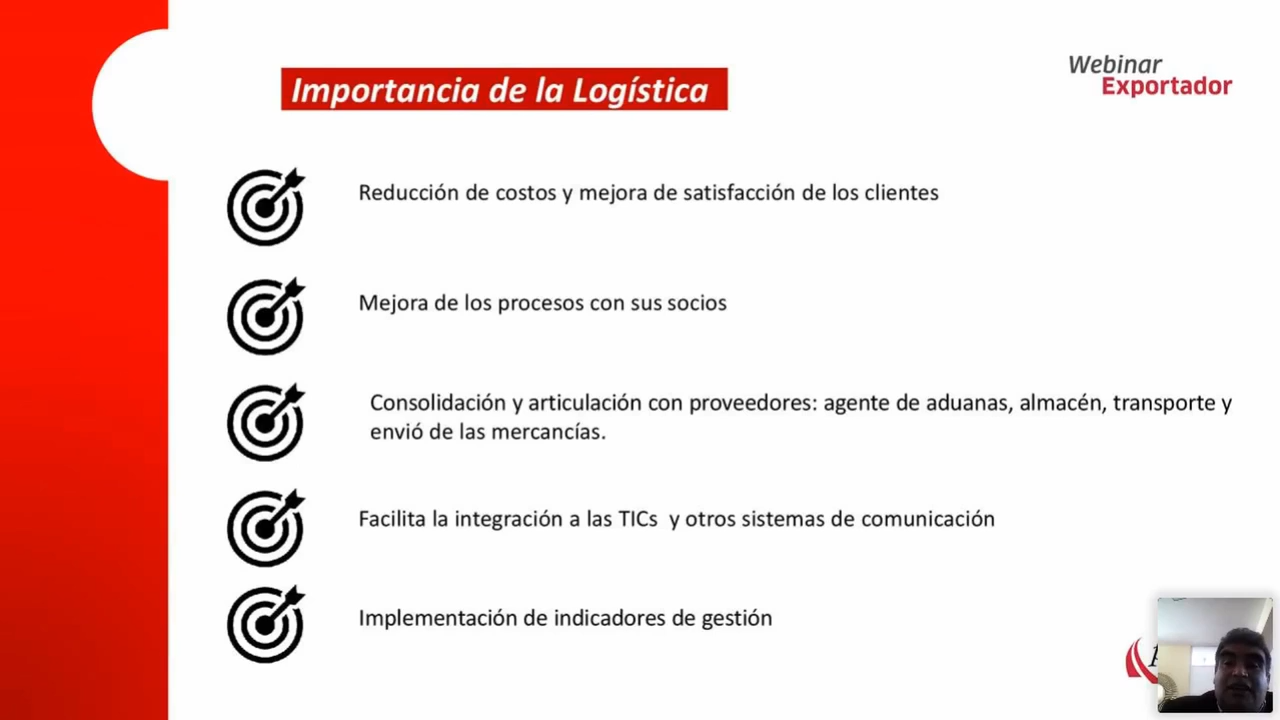 Importancia de la Logística
Webinar
Exportador
Reducción de costos y mejora de satisfacción de los clientes
Mejora de los procesos con sus socios
Consolidación y articulación con proveedores: agente de aduanas, almacén, transporte y
envió de las mercancías.
Facilita la integración a las TICs y otros sistemas de comunicación
Implementación de indicadores de gestión